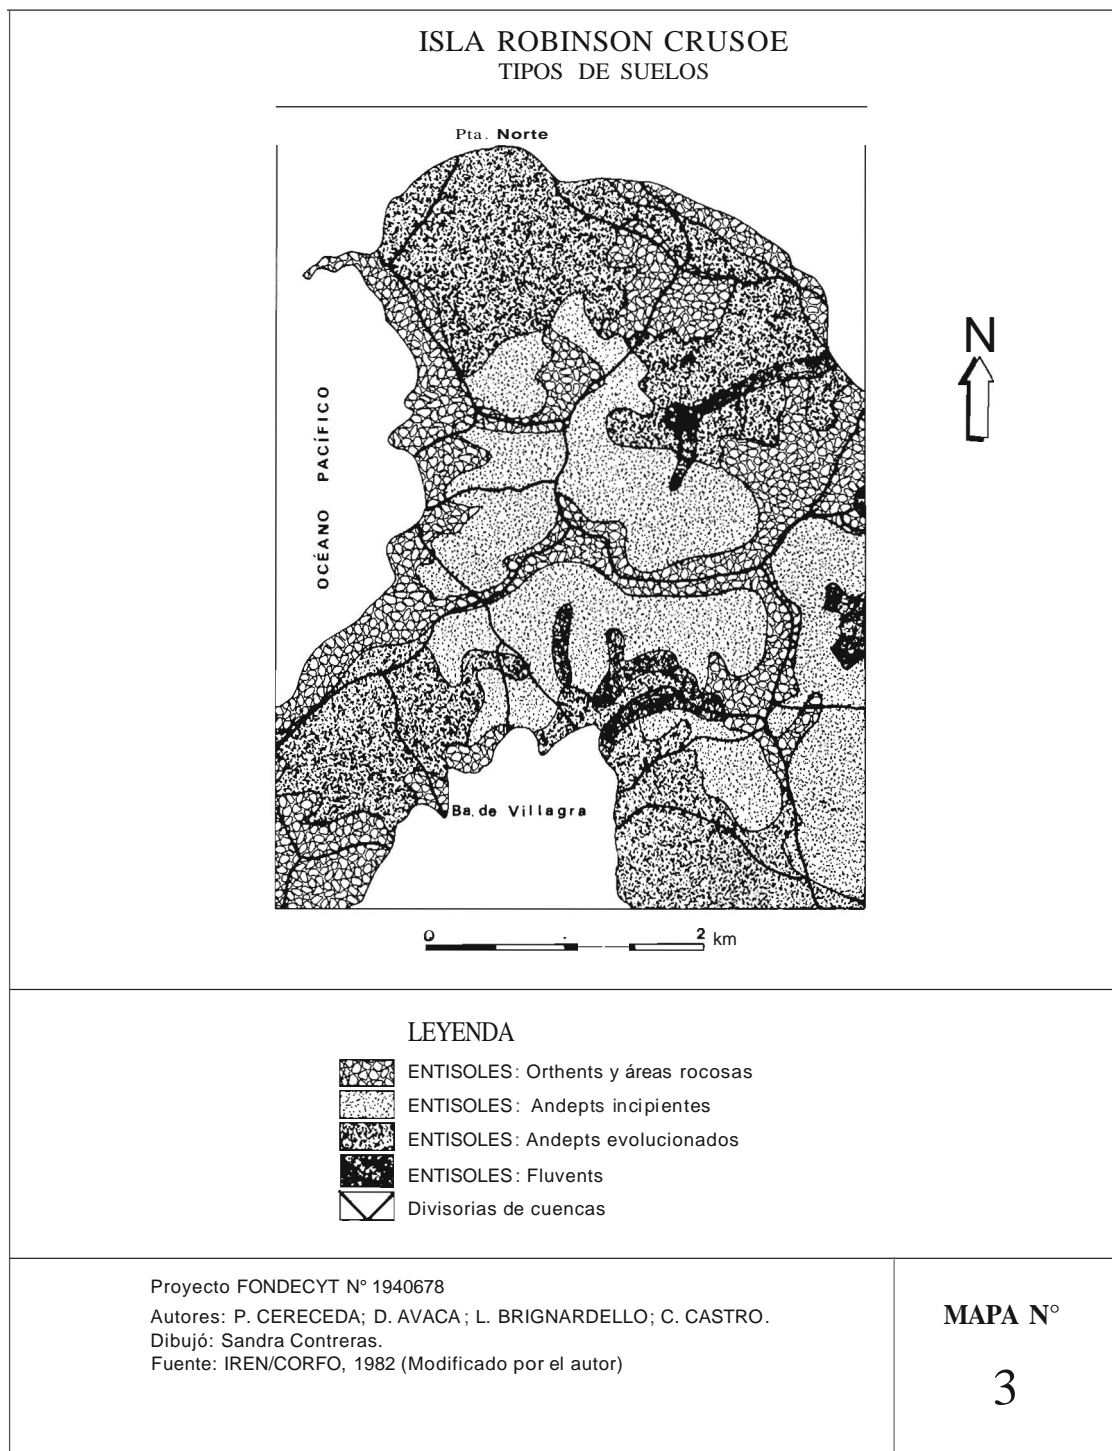 ISLA ROBINSON CRUSOE
TIPOS DE SUELOS
Pta. Norte
N
OCÉANO PACÍFICO
Ba. de Villagra
0 2 km
LEYENDA
ENTISOLES: Orthents y áreas rocosas
ENTISOLES: Andepts incipientes
ENTISOLES: Andepts evolucionados
ENTISOLES: Fluvents
Divisorias de cuencas
Proyecto FONDECYT N° 1940678
Autores: P. CERECEDA; D. AVACA; L. BRIGNARDELLO; C. CASTRO.
Dibujó: Sandra Contreras.
Fuente: IREN/CORFO, 1982 (Modificado por el autor)
MAPA N°
3